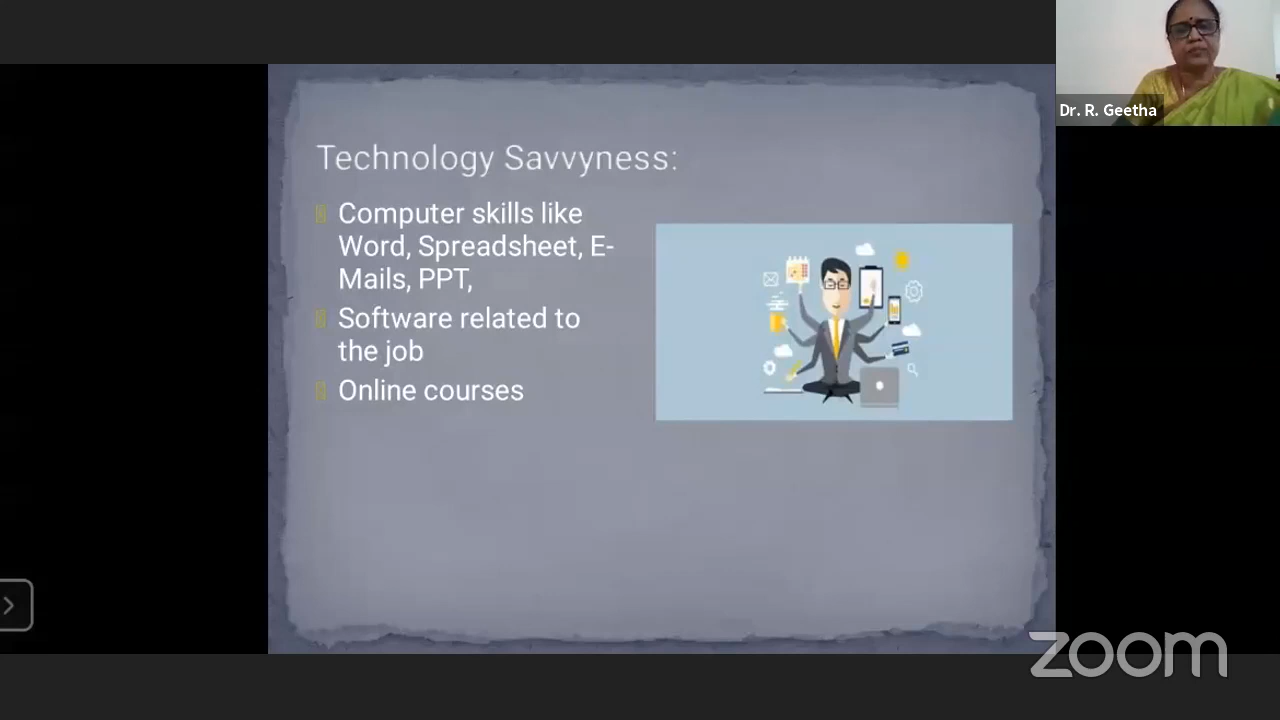 Dr. R. Geetha
Technology Savvyness:
Computer skills like
Word, Spreadsheet, E-
Mails, PPT,
Software related to
the job
Online courses
zoom